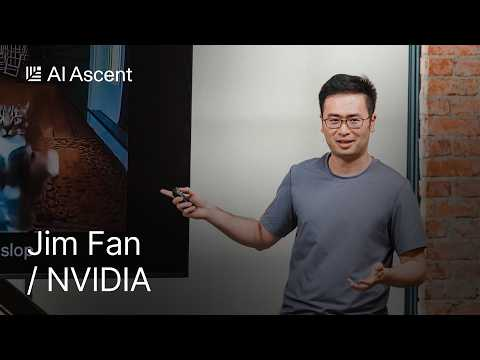 AI Ascent
slop
Jim Fan
/ NVIDIA